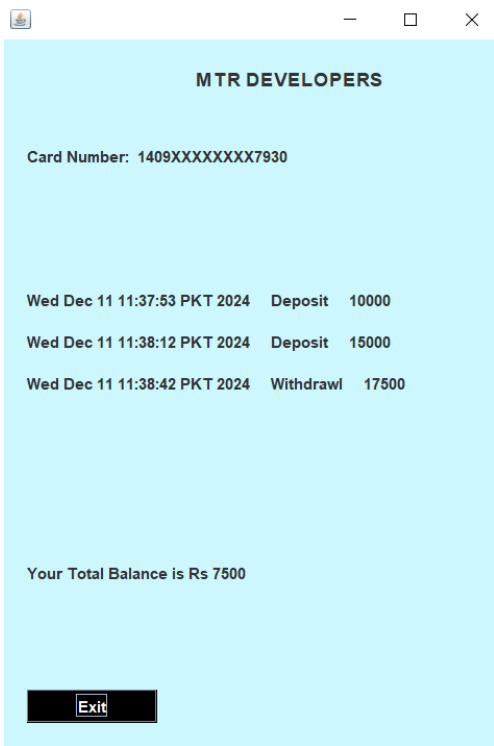 MTR DEVELOPERS
Card Number: 1409XXXXXXXX7930
Wed Dec 11 11:37:53 PKT 2024 Deposit 10000
Wed Dec 11 11:38:12 PKT 2024 Deposit 15000
Wed Dec 11 11:38:42 PKT 2024 Withdrawl 17500
Your Total Balance is Rs 7500
Exit